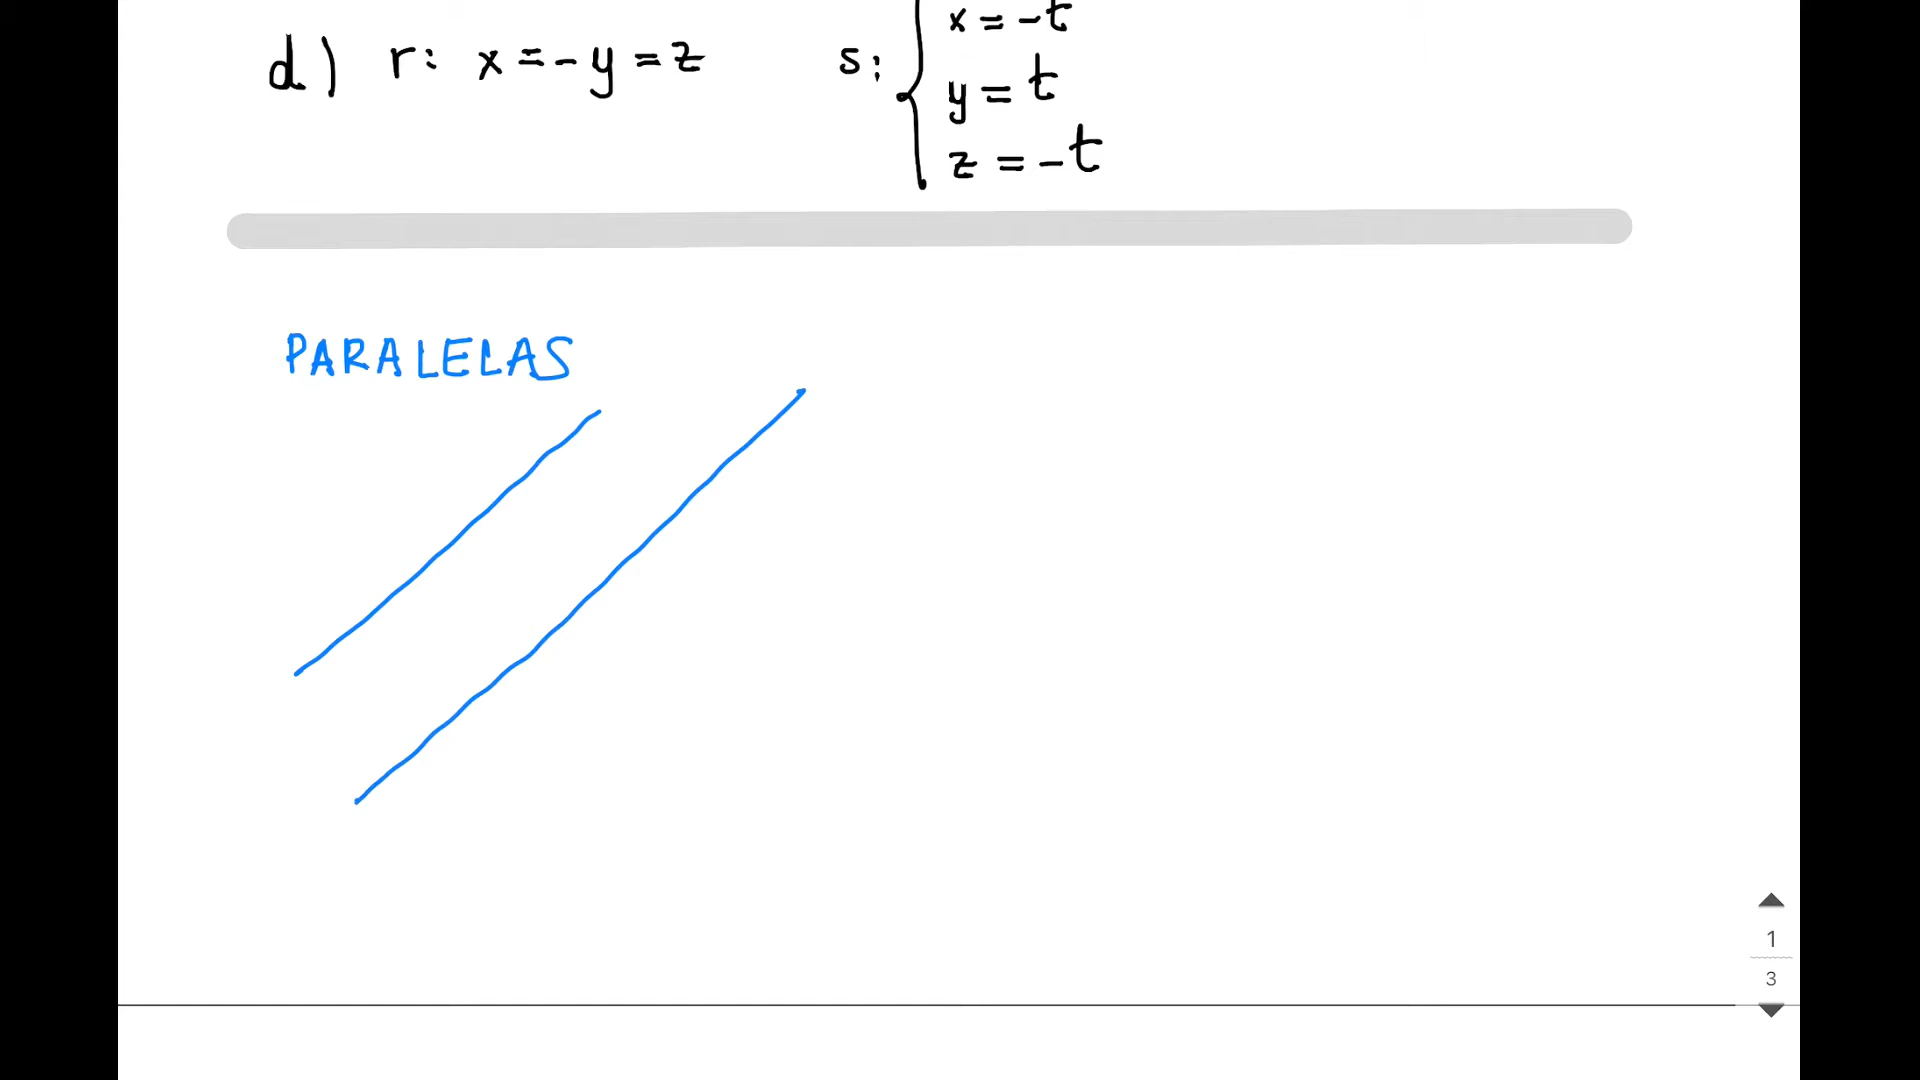 d) r: x = -y = z
s: { x = -t
y = t
z = -t
PARALELAS
1
3